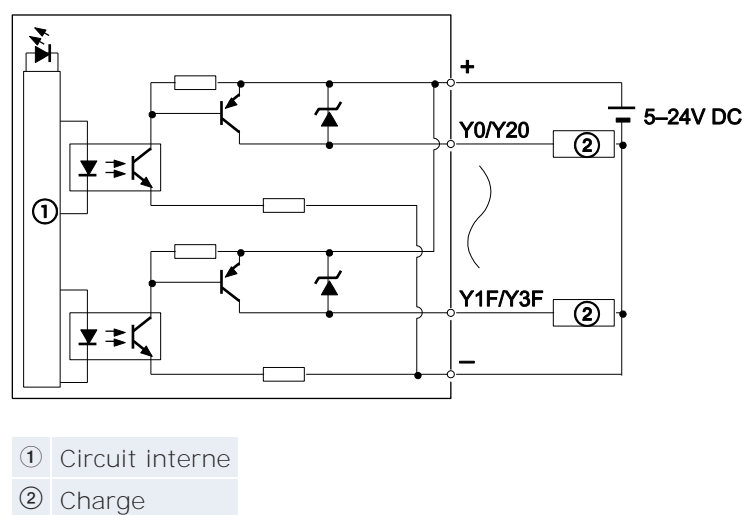 +
5–24V DC
Y0/Y20
②
①
Y1F/Y3F
②
–
① Circuit interne
② Charge